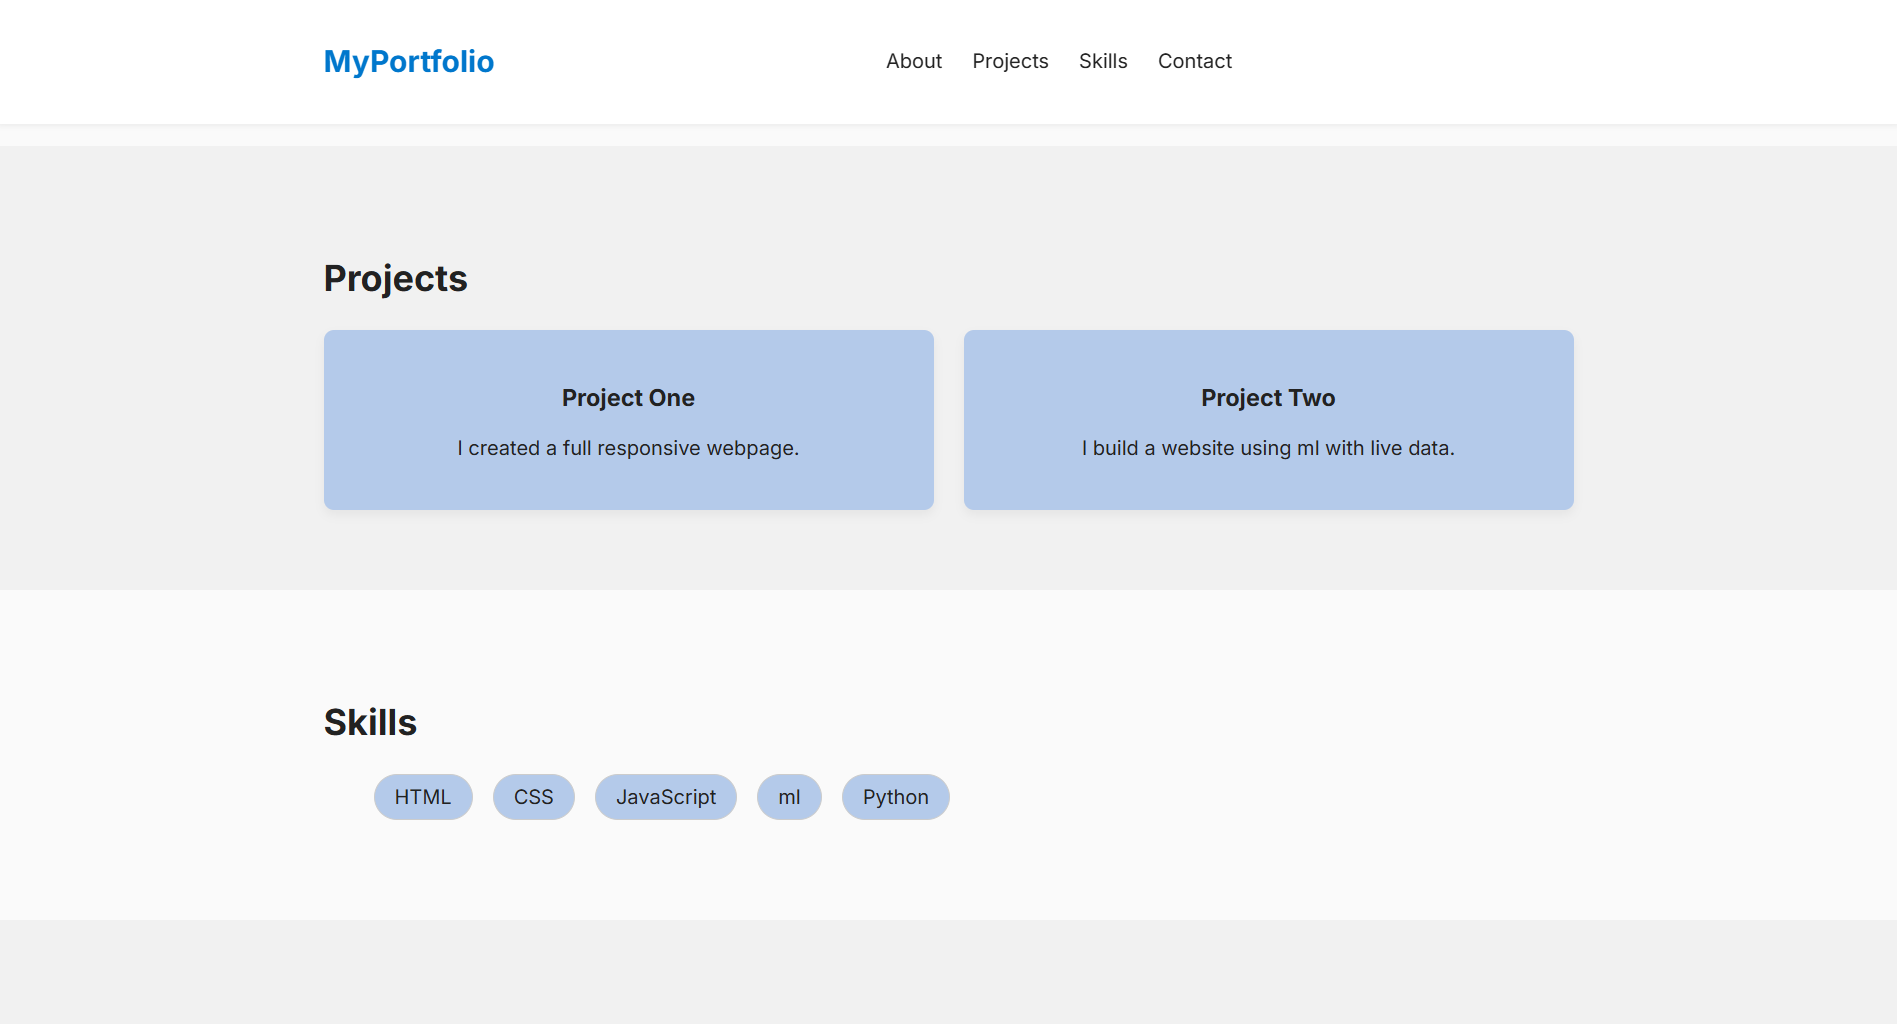 MyPortfolio
About Projects Skills Contact
Projects
Project One
I created a full responsive webpage.
Project Two
I build a website using ml with live data.
Skills
HTML CSS JavaScript ml Python